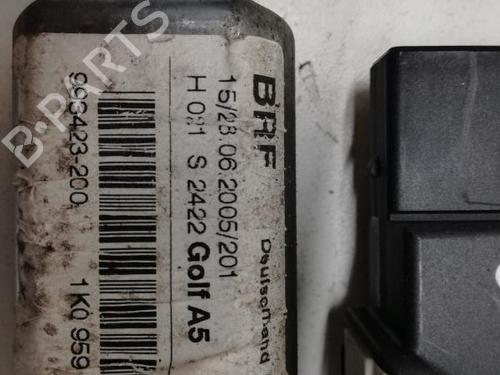 BRF Deutschland
15/28.06.2005/201
H 021 S 2422 Golf A5
993423-200 1K0 959
B-PARTS